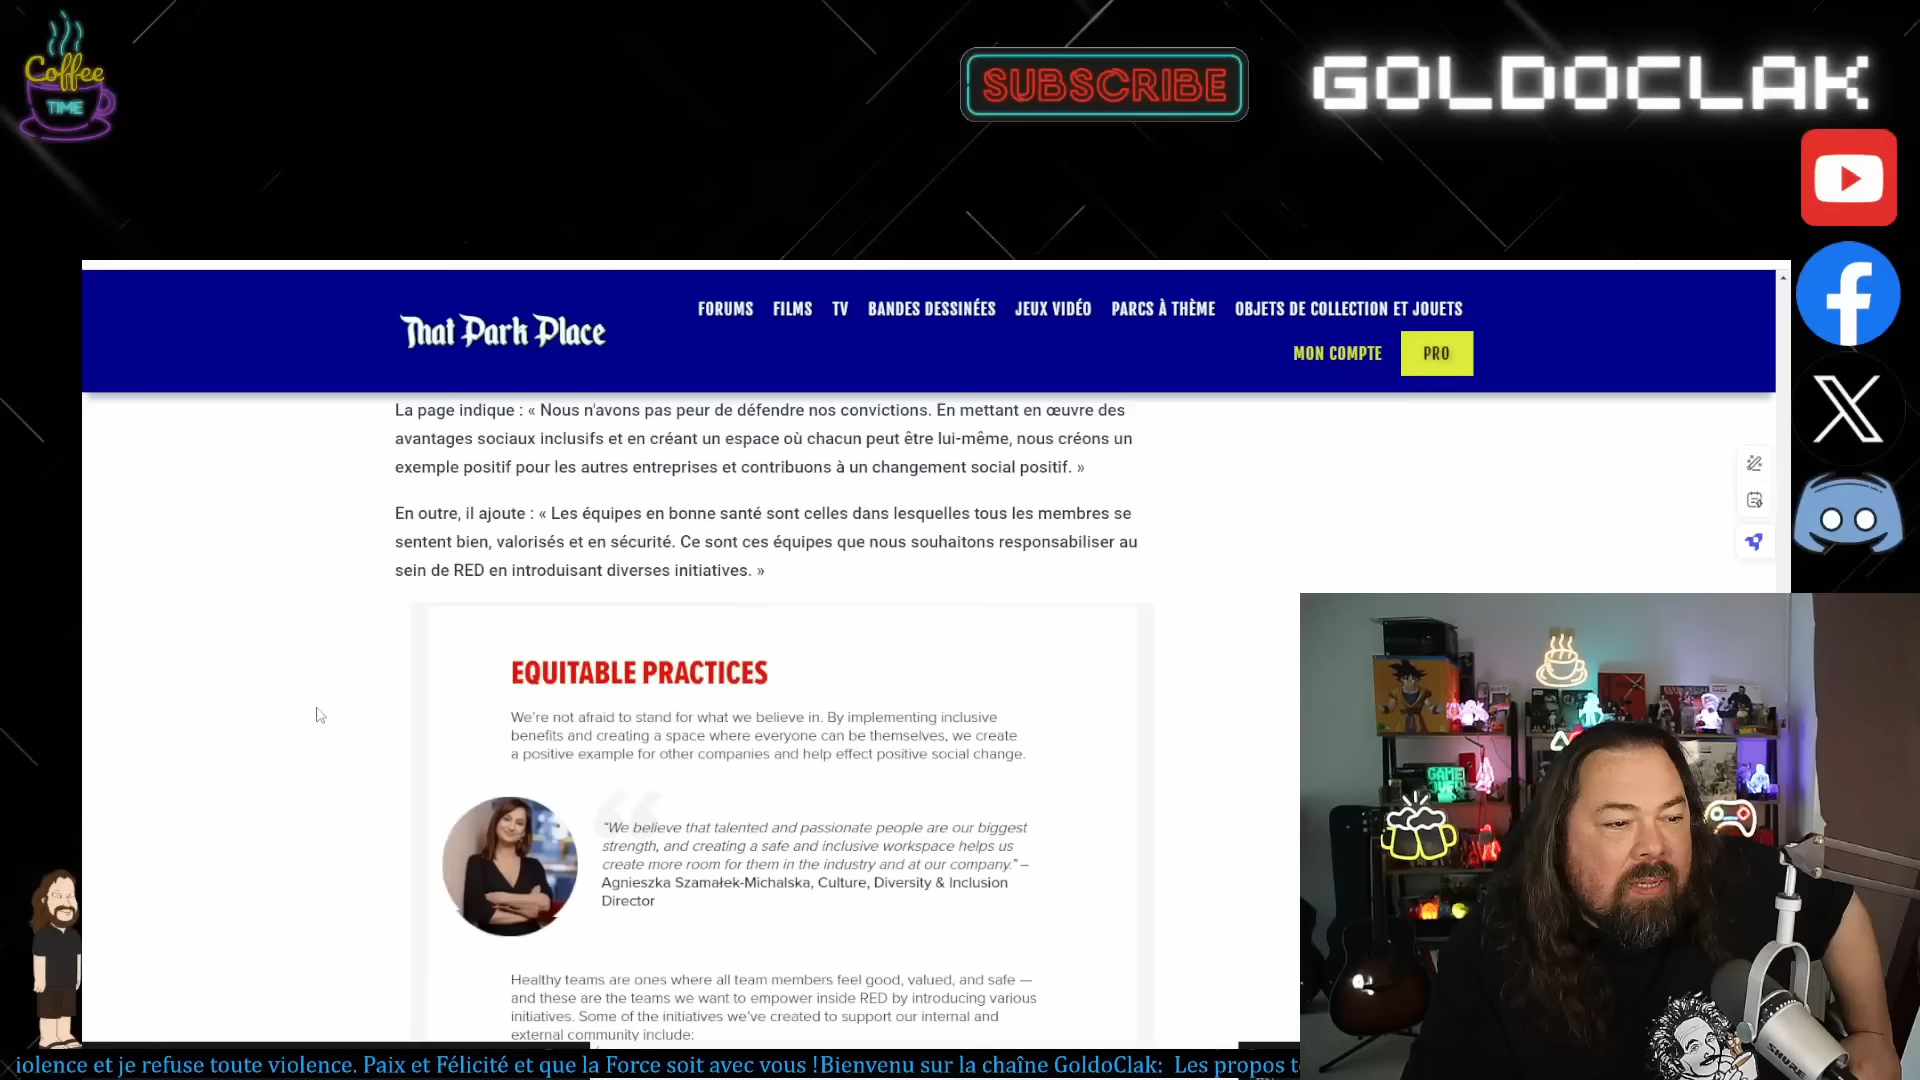 Coffee
TIME
SUBSCRIBE
GOLDOCLAK
That Park Place
FORUMS FILMS TV BANDES DESSINÉES JEUX VIDÉO PARCS À THÈME OBJETS DE COLLECTION ET JOUETS
MON COMPTE PRO
La page indique : « Nous n'avons pas peur de défendre nos convictions. En mettant en œuvre des
avantages sociaux inclusifs et en créant un espace où chacun peut être lui-même, nous créons un
exemple positif pour les autres entreprises et contribuons à un changement social positif. »
En outre, il ajoute : « Les équipes en bonne santé sont celles dans lesquelles tous les membres se
sentent bien, valorisés et en sécurité. Ce sont ces équipes que nous souhaitons responsabiliser au
sein de RED en introduisant diverses initiatives. »
EQUITABLE PRACTICES
We're not afraid to stand for what we believe in. By implementing inclusive
benefits and creating a space where everyone can be themselves, we create
a positive example for other companies and help effect positive social change.
"We believe that talented and passionate people are our biggest
strength, and creating a safe and inclusive workspace helps us
create more room for them in the industry and at our company." –
Agnieszka Szamałek-Michalska, Culture, Diversity & Inclusion
Director
Healthy teams are ones where all team members feel good, valued, and safe —
and these are the teams we want to empower inside RED by introducing various
initiatives. Some of the initiatives we've created to support our internal and
external community include:
GAME
OVER
SHURE
iolence et je refuse toute violence. Paix et Félicité et que la Force soit avec vous !Bienvenu sur la chaîne GoldoClak: Les propos t